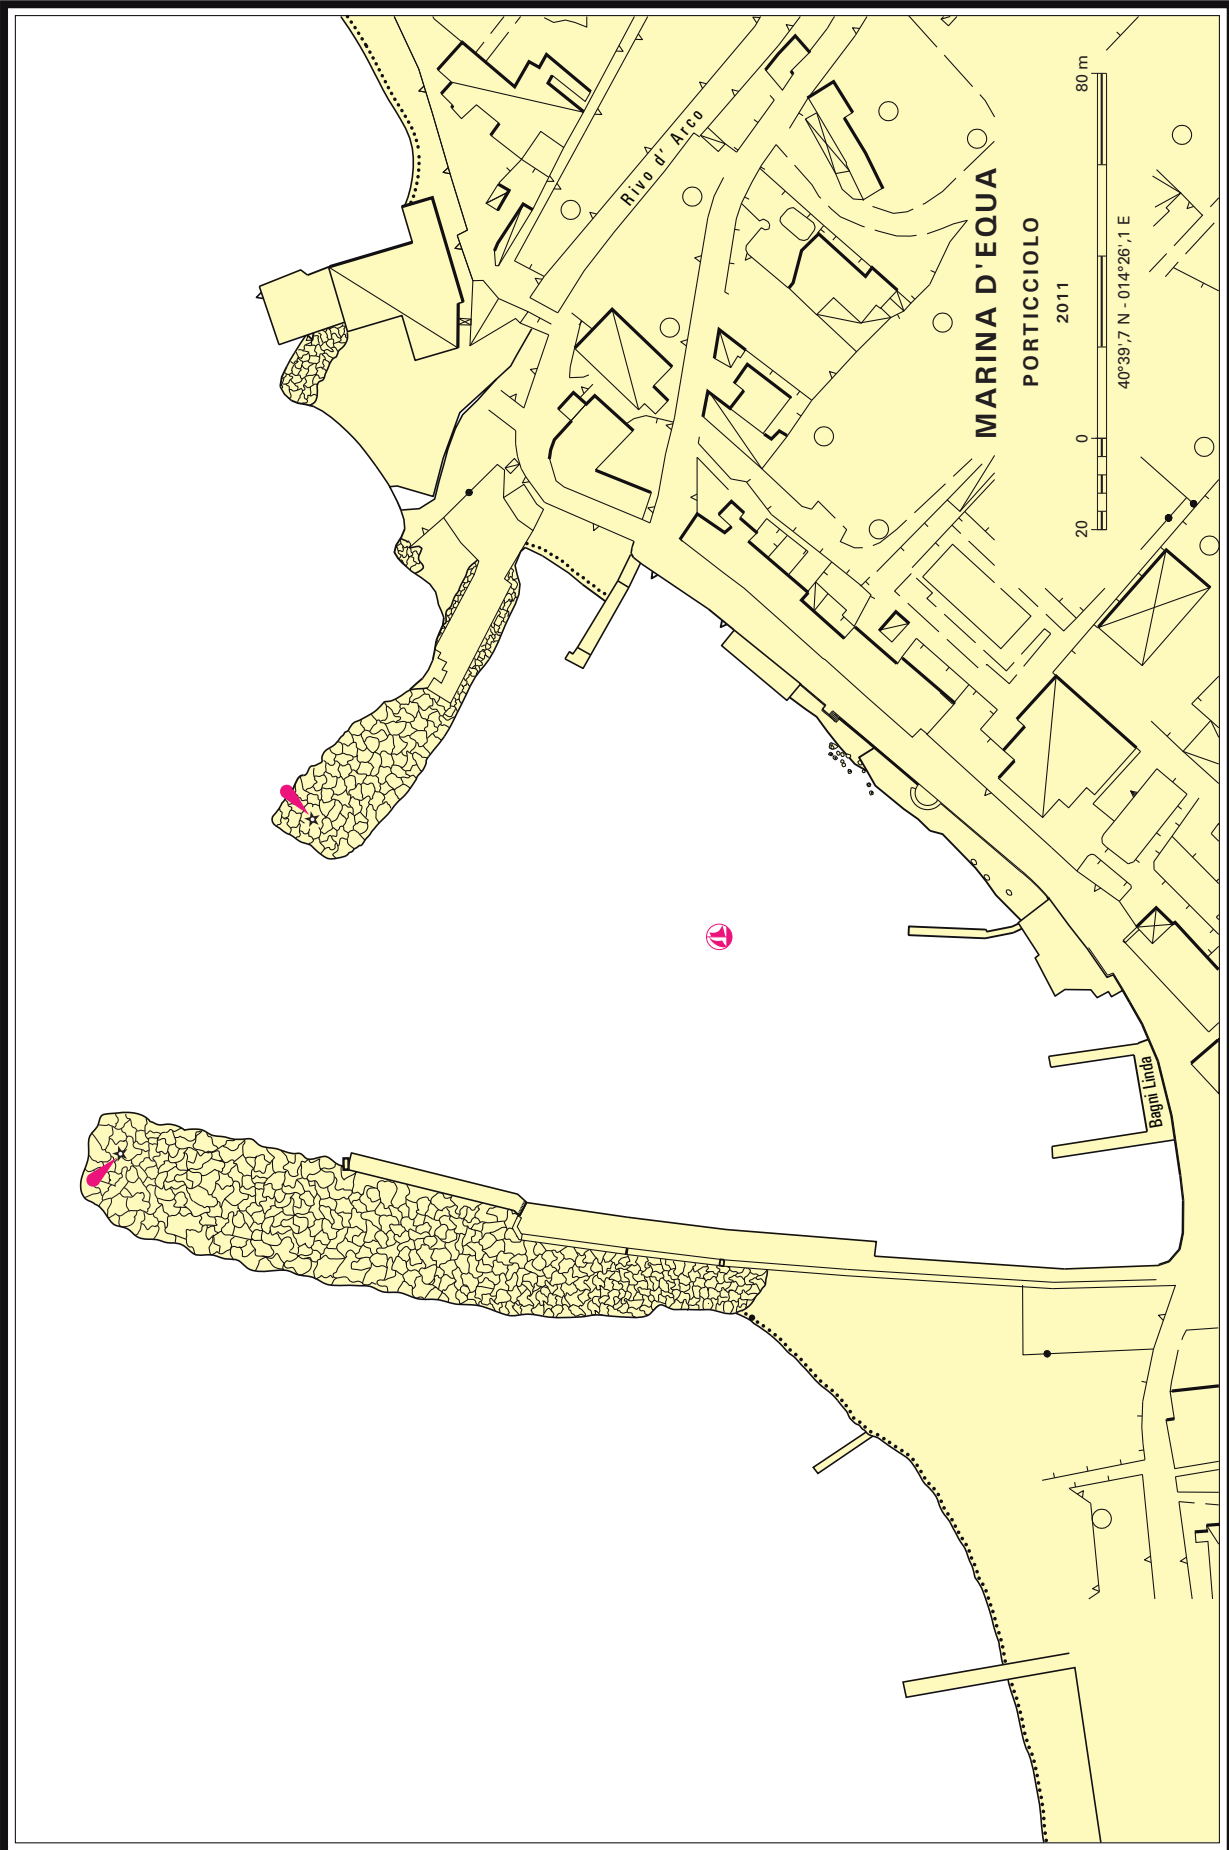 MARINA D'EQUA
PORTICCIOLO
2011
20 0 80 m
40°39',7 N - 014°26',1 E
Rivo d' Arco
Bagni Linda